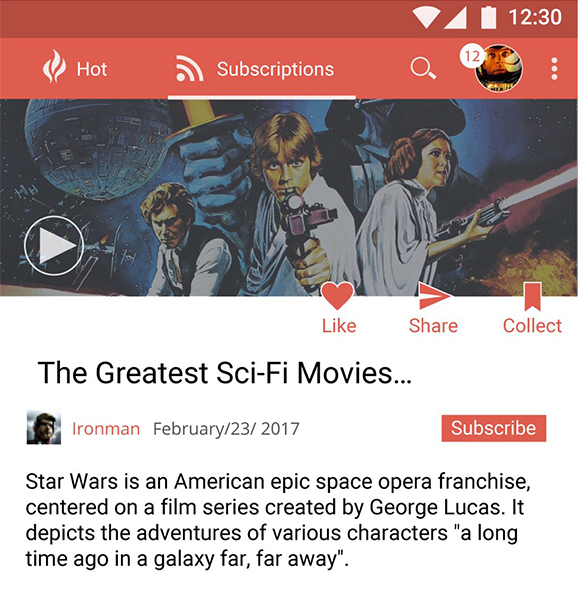 12:30
Hot
Subscriptions
12
Like
Share
Collect
The Greatest Sci-Fi Movies…
Ironman
February/23/ 2017
Subscribe
Star Wars is an American epic space opera franchise,
centered on a film series created by George Lucas. It
depicts the adventures of various characters "a long
time ago in a galaxy far, far away".